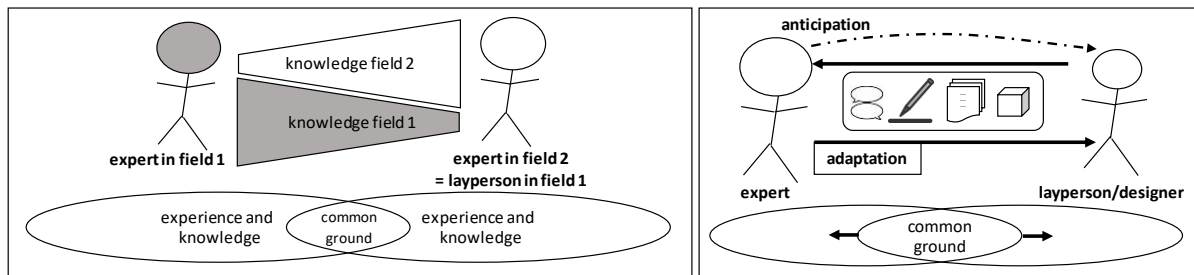 knowledge field 2
knowledge field 1
expert in field 1
expert in field 2
= layperson in field 1
experience and
knowledge
common
ground
experience and
knowledge
anticipation
adaptation
expert
layperson/designer
common
ground